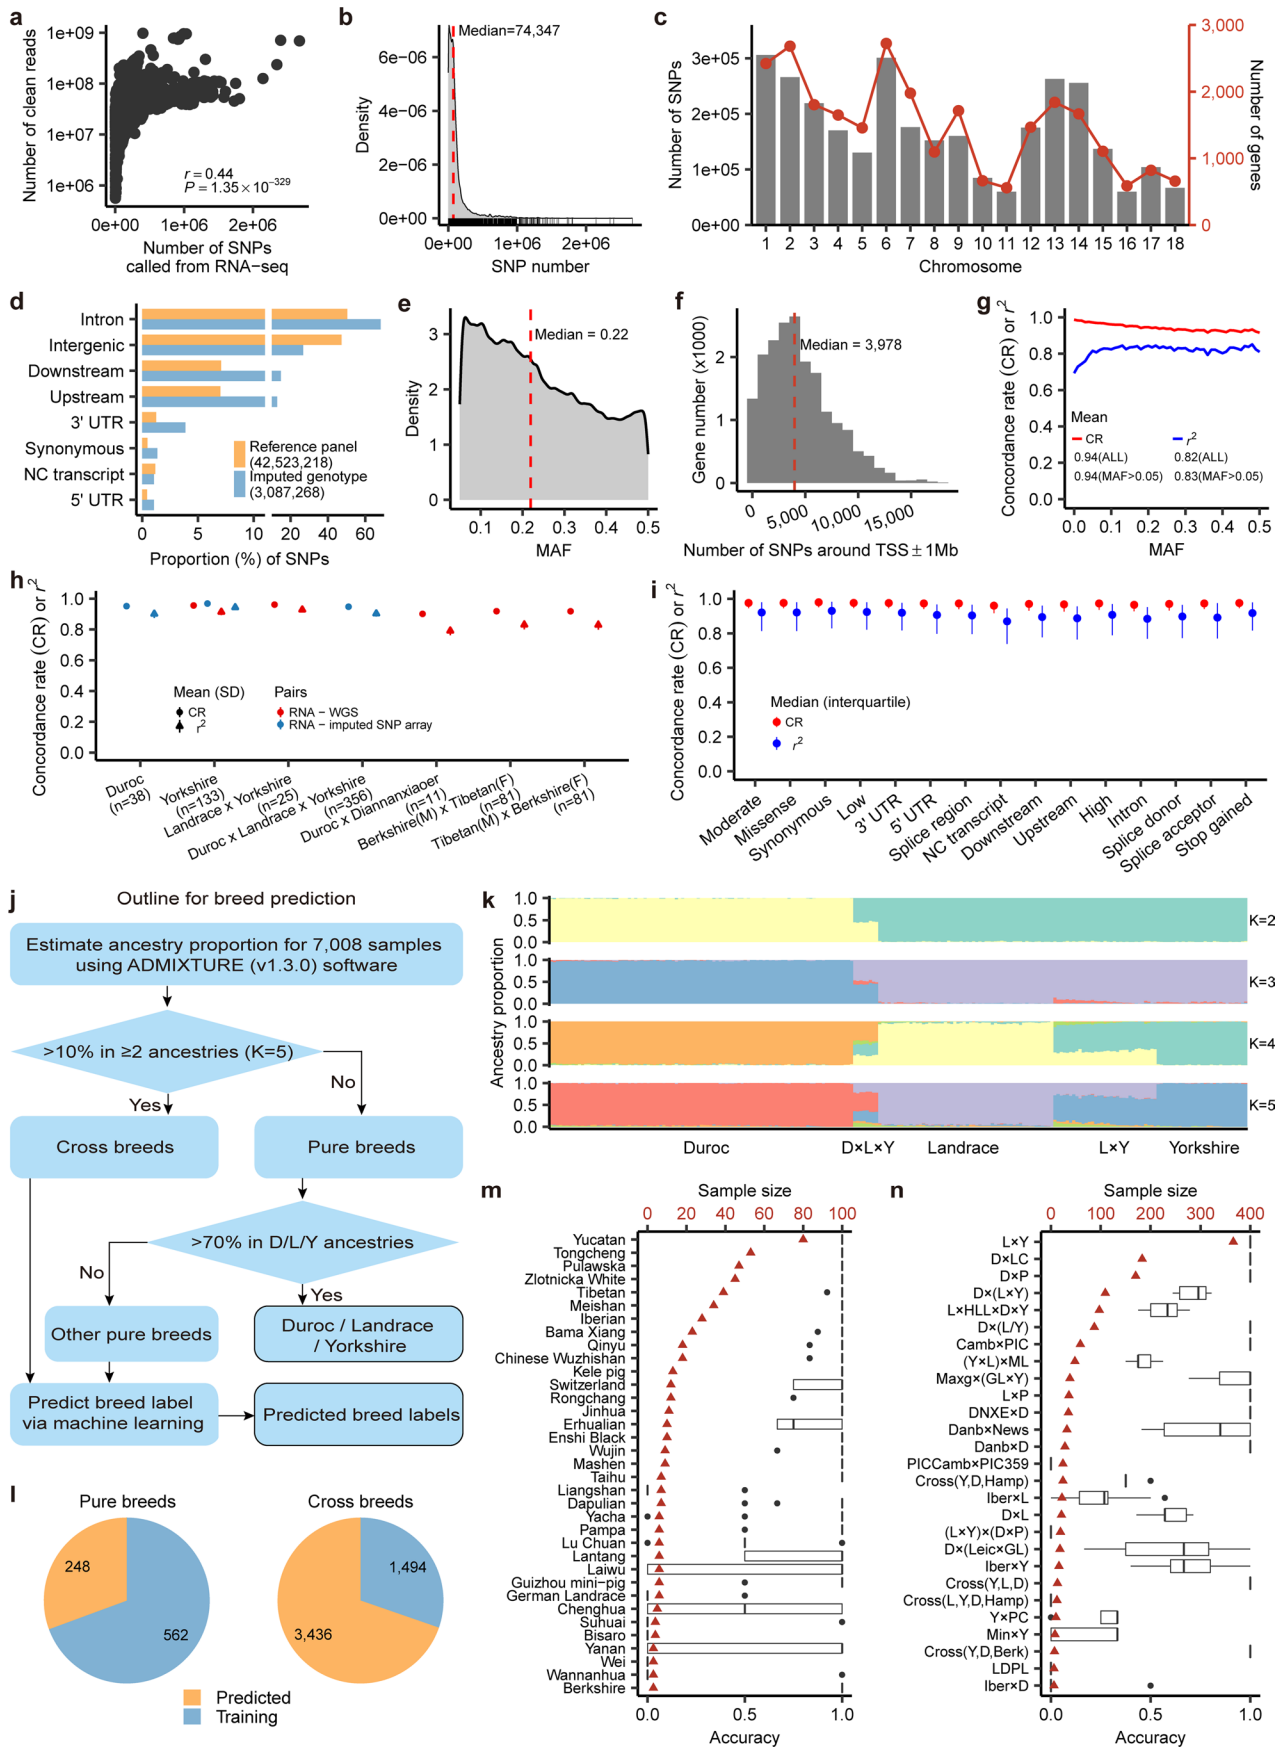 a
Number of clean reads
1e+09
1e+08
1e+07
1e+06
r = 0.44
P = 1.35×10⁻³²⁹
0e+00
1e+06
2e+06
Number of SNPs
called from RNA−seq
b
Median=74,347
Density
6e−06
4e−06
2e−06
0e+00
0e+00
1e+06
2e+06
SNP number
c
Number of SNPs
3e+05
2e+05
1e+05
0e+00
3,000
2,000
1,000
0
Number of genes
1 2 3 4 5 6 7 8 9 10 11 12 13 14 15 16 17 18
Chromosome
d
Intron
Intergenic
Downstream
Upstream
3' UTR
Synonymous
NC transcript
5' UTR
Reference panel
(42,523,218)
Imputed genotype
(3,087,268)
0 5 10 20 40 60
Proportion (%) of SNPs
e
Density
3
2
1
0
Median = 0.22
0.1 0.2 0.3 0.4 0.5
MAF
f
Gene number (x1000)
2
1
0
Median = 3,978
0 5,000 10,000 15,000
Number of SNPs around TSS ± 1Mb
g
Concordance rate (CR) or r²
1.0
0.8
0.6
0.4
0.2
0.0
Mean
CR r²
0.94(ALL) 0.82(ALL)
0.94(MAF>0.05) 0.83(MAF>0.05)
0.0 0.1 0.2 0.3 0.4 0.5
MAF
h
Concordance rate (CR) or r²
1.0
0.8
0.6
0.4
0.2
0.0
Mean (SD) Pairs
CR RNA − WGS
r² RNA − imputed SNP array
Duroc
(n=38)
Yorkshire
(n=133)
Landrace x Yorkshire
(n=25)
Duroc x Landrace x Yorkshire
(n=356)
Duroc x Diannanxiaoer
(n=11)
Berkshire(M) x Tibetan(F)
(n=81)
Tibetan(M) x Berkshire(F)
(n=81)
i
Concordance rate (CR) or r²
1.0
0.8
0.6
0.4
0.2
0.0
Median (interquartile)
CR
r²
Moderate
Missense
Synonymous
Low
3' UTR
5' UTR
Splice region
NC transcript
Downstream
Upstream
High
Intron
Splice donor
Splice acceptor
Stop gained
j
Outline for breed prediction
Estimate ancestry proportion for 7,008 samples
using ADMIXTURE (v1.3.0) software
>10% in ≥2 ancestries (K=5)
No
Yes
Cross breeds
Pure breeds
>70% in D/L/Y ancestries
No
Yes
Other pure breeds
Duroc / Landrace
/ Yorkshire
Predict breed label
via machine learning
Predicted breed labels
k
Ancestry proportion
1.0
0.5
0.0
K=2
1.0
0.5
0.0
K=3
1.0
0.5
0.0
K=4
1.0
0.5
0.0
K=5
Duroc D×L×Y Landrace L×Y Yorkshire
l
Pure breeds
Cross breeds
248
562
1,494
3,436
Predicted
Training
m
Sample size
0 20 40 60 80 100
Yucatan
Tongcheng
Pulawska
Zlotnicka White
Tibetan
Meishan
Iberian
Bama Xiang
Qinyu
Chinese Wuzhishan
Kele pig
Switzerland
Rongchang
Jinhua
Erhualian
Enshi Black
Wujin
Mashen
Taihu
Liangshan
Dapulian
Yacha
Pampa
Lu Chuan
Lantang
Laiwu
Guizhou mini−pig
German Landrace
Chenghua
Suhuai
Bisaro
Yanan
Wei
Wannanhua
Berkshire
0.0 0.5 1.0
Accuracy
n
Sample size
0 100 200 300 400
L×Y
D×LC
D×P
D×(L×Y)
L×HLL×D×Y
D×(L/Y)
Camb×PIC
(Y×L)×ML
Maxg×(GL×Y)
L×P
DNXE×D
Danb×News
Danb×D
PICCamb×PIC359
Cross(Y,D,Hamp)
Iber×L
D×L
(L×Y)×(D×P)
D×(Leic×GL)
Iber×Y
Cross(Y,L,D)
Cross(L,Y,D,Hamp)
Y×PC
Min×Y
Cross(Y,D,Berk)
LDPL
Iber×D
0.0 0.5 1.0
Accuracy